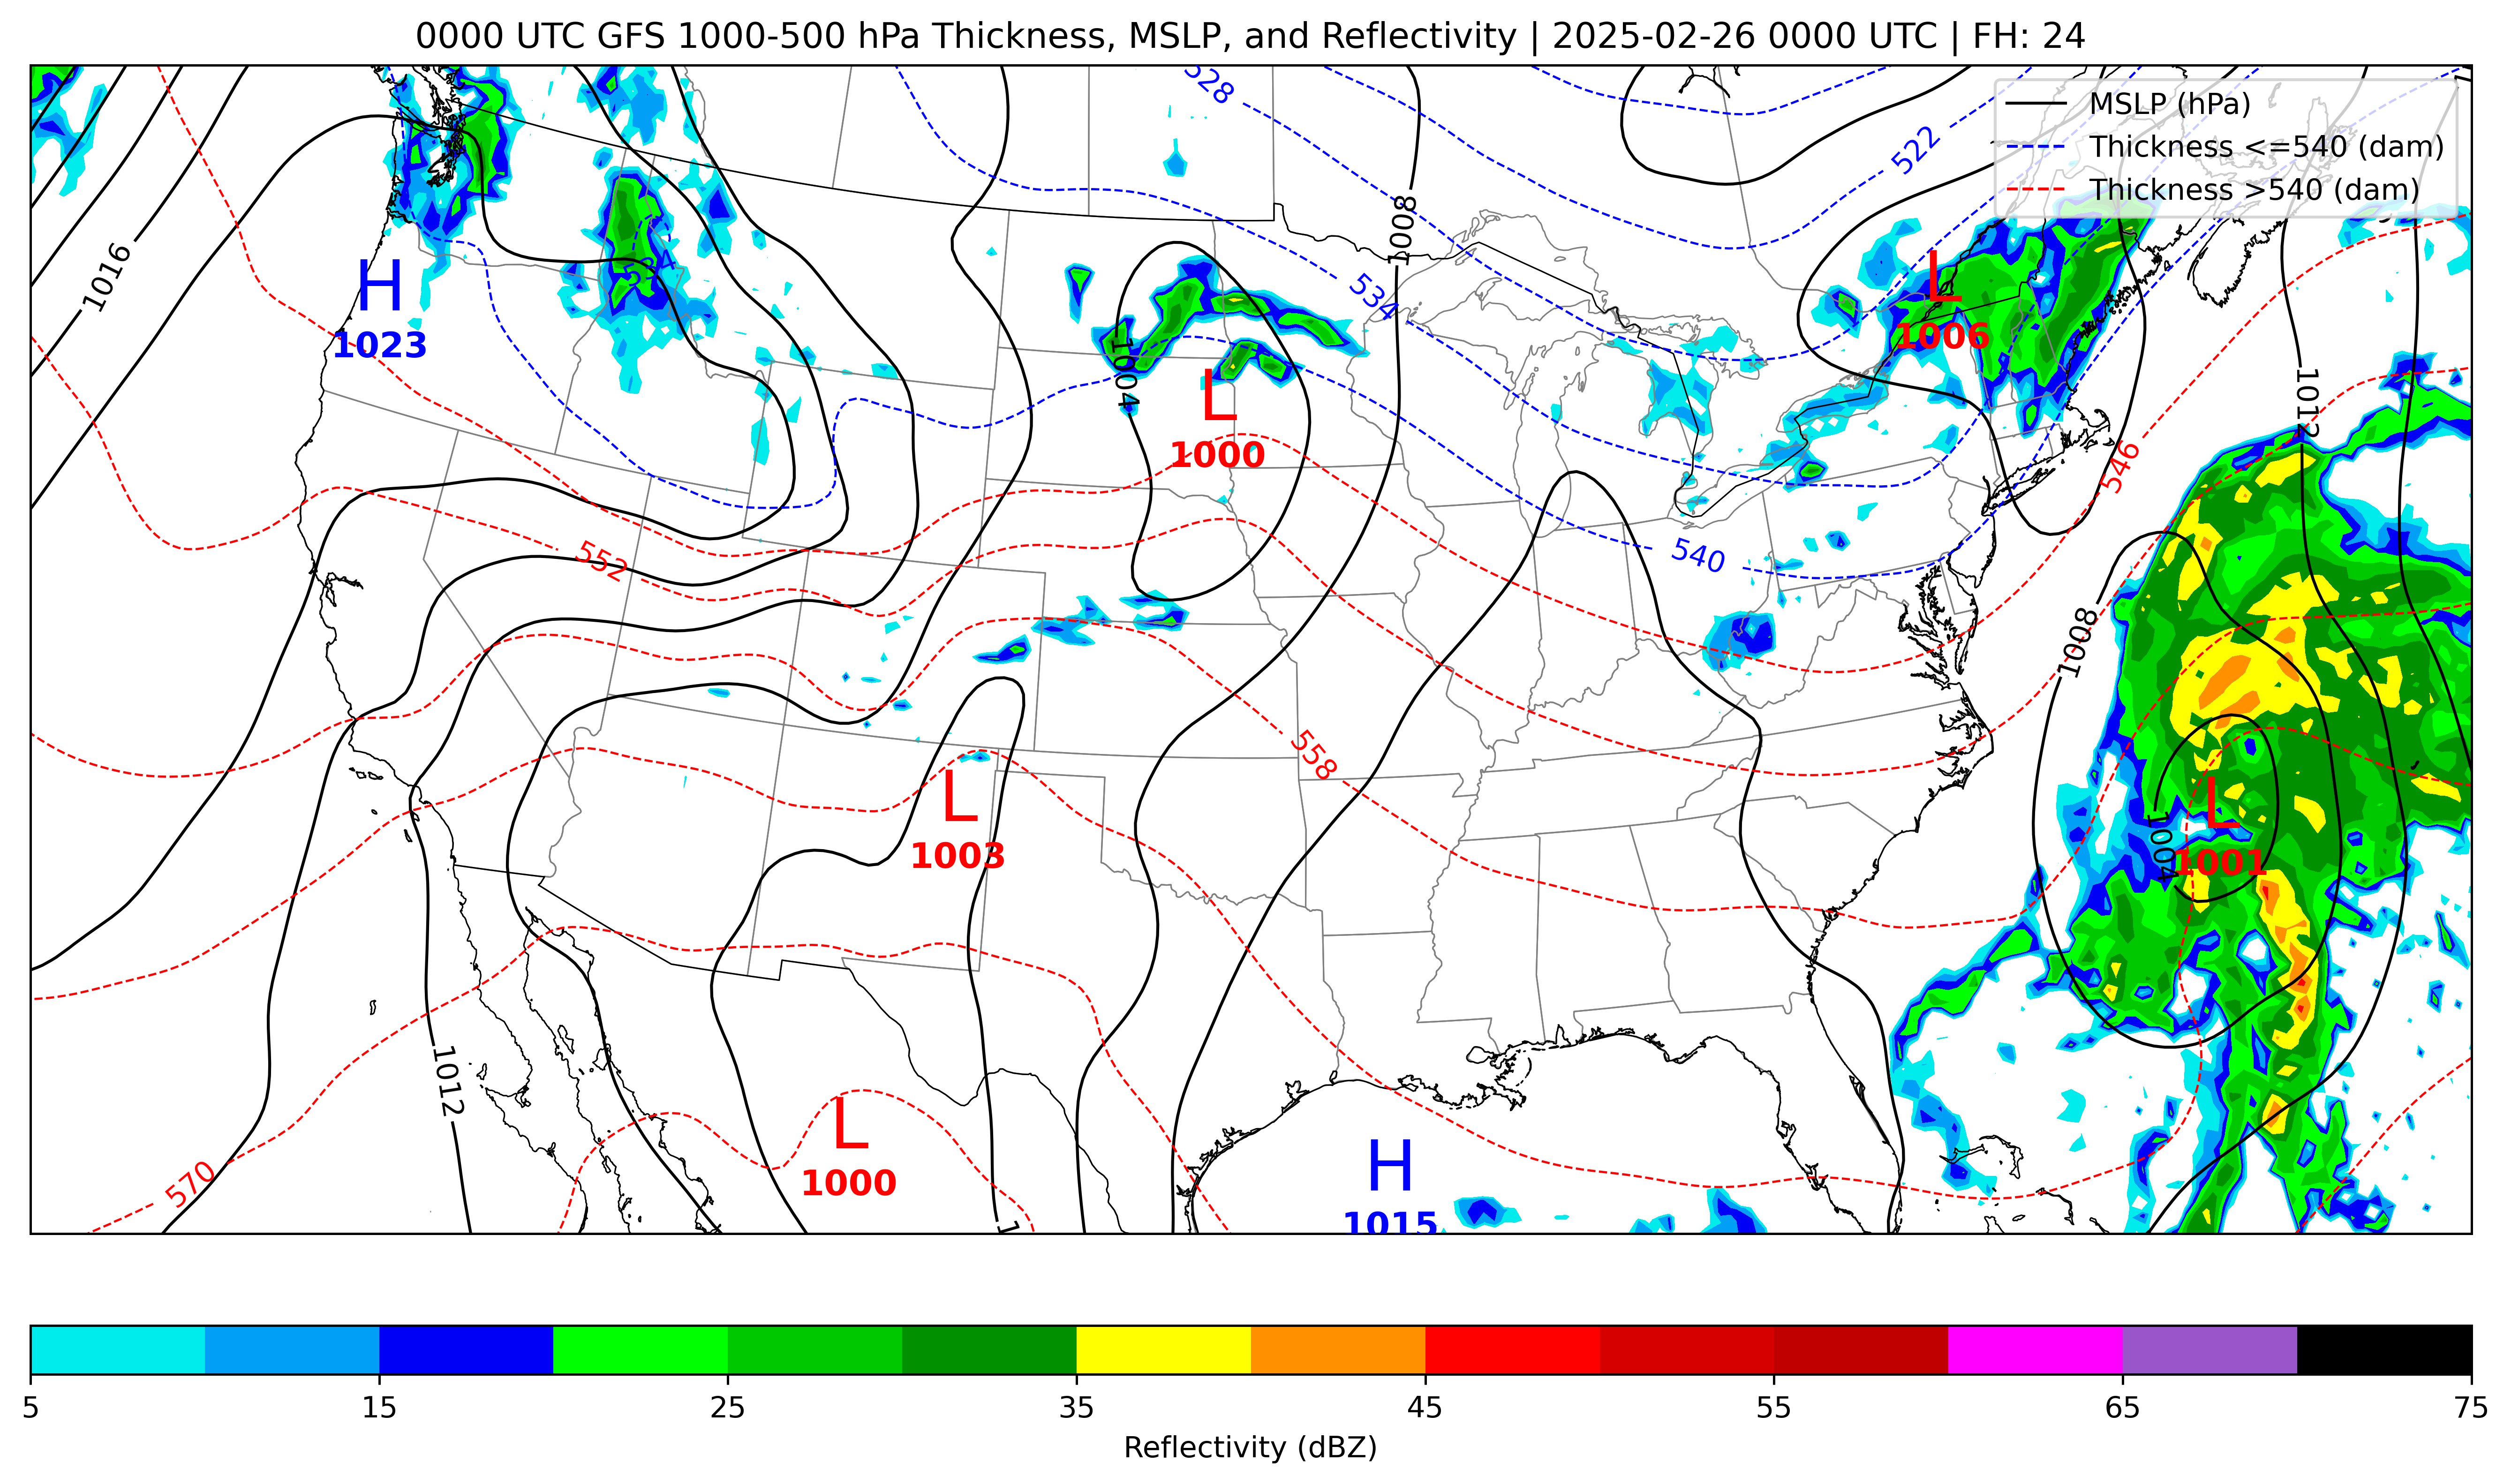 0000 UTC GFS 1000-500 hPa Thickness, MSLP, and Reflectivity | 2025-02-26 0000 UTC | FH: 24
MSLP (hPa)
Thickness <=540 (dam)
Thickness >540 (dam)
528
522
1016
1008
534
H
1023
534
L
1006
1004
L
1000
1012
546
552
540
1008
558
L
1003
L
1001
1004
1012
L
1000
570
H
1015
1
5
15
25
35
45
55
65
75
Reflectivity (dBZ)